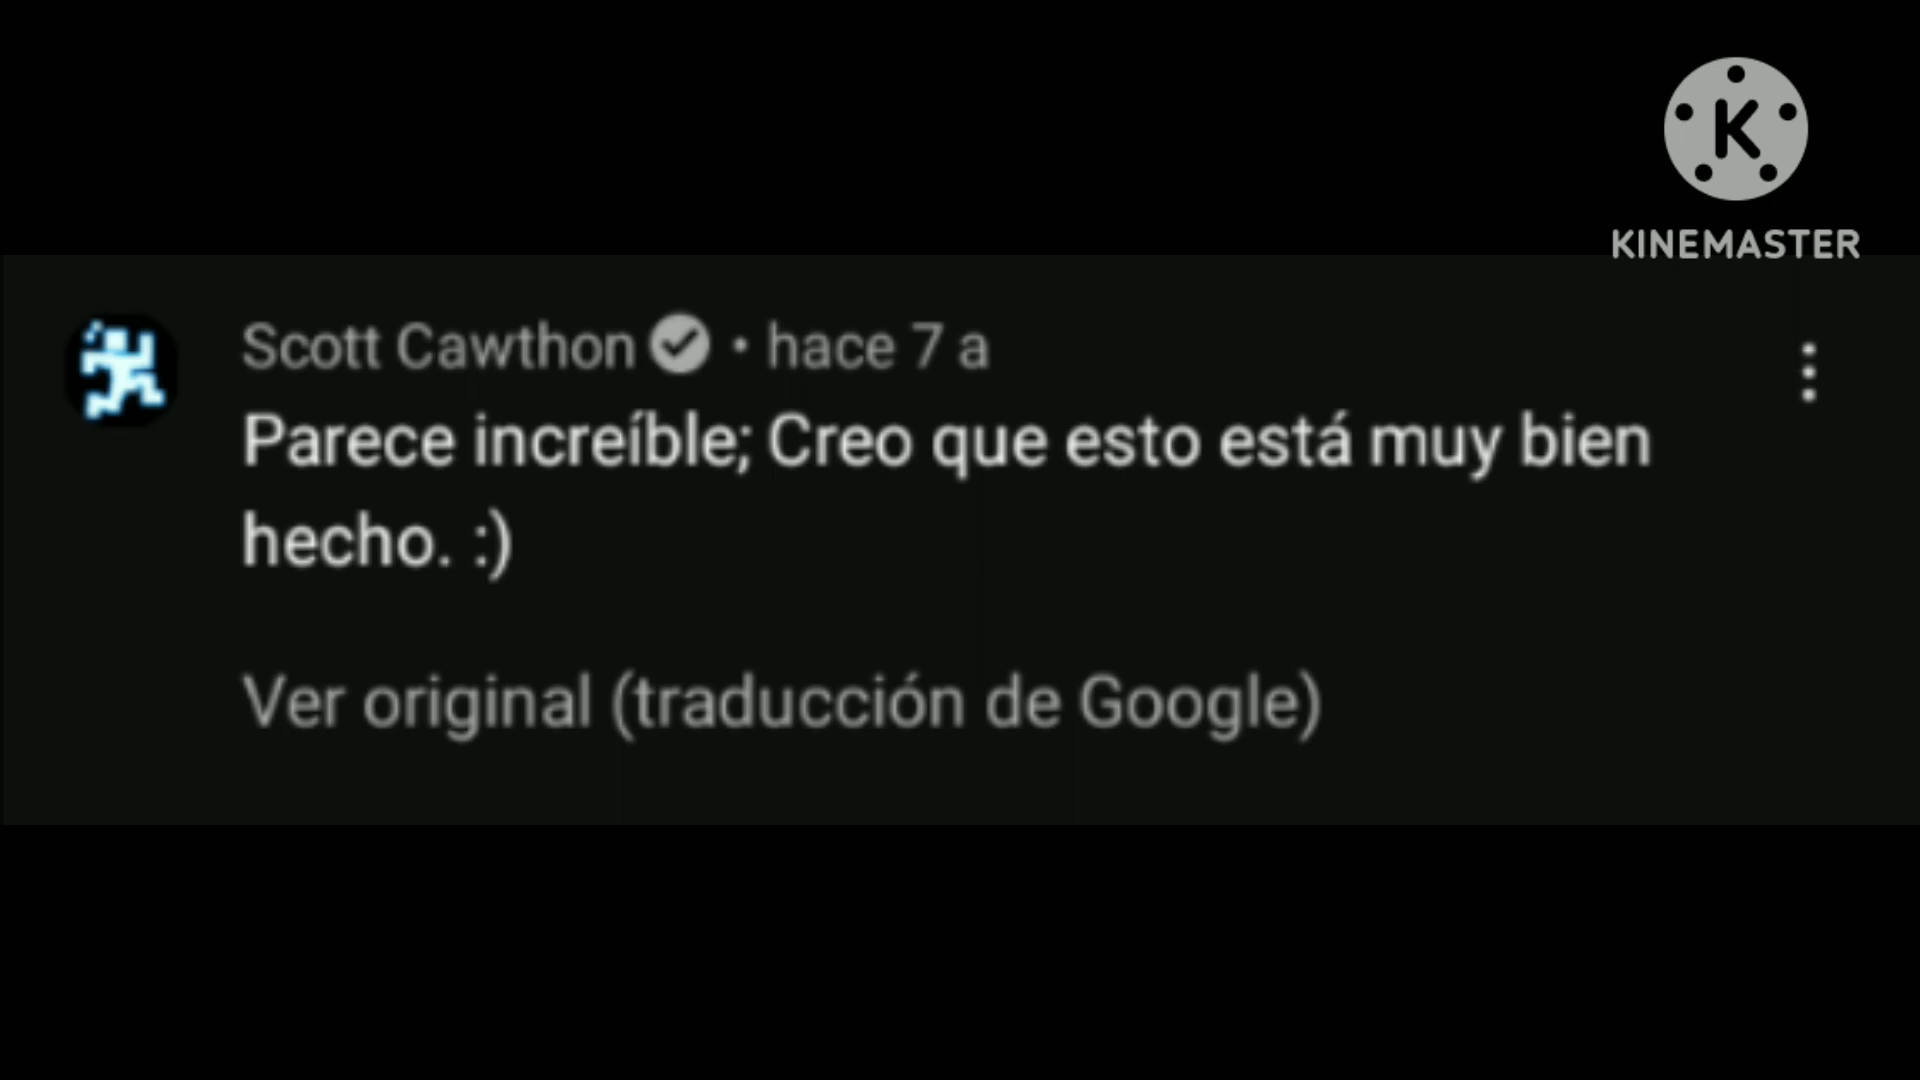 K
KINEMASTER
Scott Cawthon • hace 7 a
Parece increíble; Creo que esto está muy bien
hecho. :)
Ver original (traducción de Google)